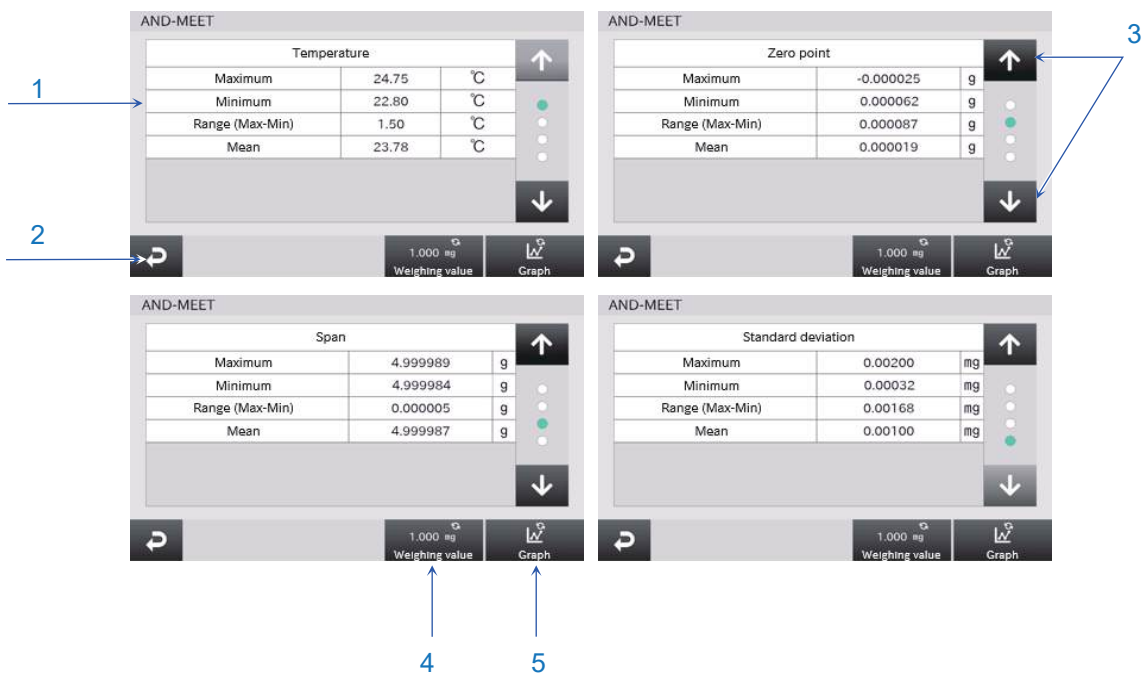 AND-MEET
Temperature
Maximum 24.75 ℃
Minimum 22.80 ℃
Range (Max-Min) 1.50 ℃
Mean 23.78 ℃
1.000 mg
Weighing value
Graph
1
2
AND-MEET
Zero point
Maximum -0.000025 g
Minimum 0.000062 g
Range (Max-Min) 0.000087 g
Mean 0.000019 g
1.000 mg
Weighing value
Graph
3
AND-MEET
Span
Maximum 4.999989 g
Minimum 4.999984 g
Range (Max-Min) 0.000005 g
Mean 4.999987 g
1.000 mg
Weighing value
Graph
4
5
AND-MEET
Standard deviation
Maximum 0.00200 mg
Minimum 0.00032 mg
Range (Max-Min) 0.00168 mg
Mean 0.00100 mg
1.000 mg
Weighing value
Graph